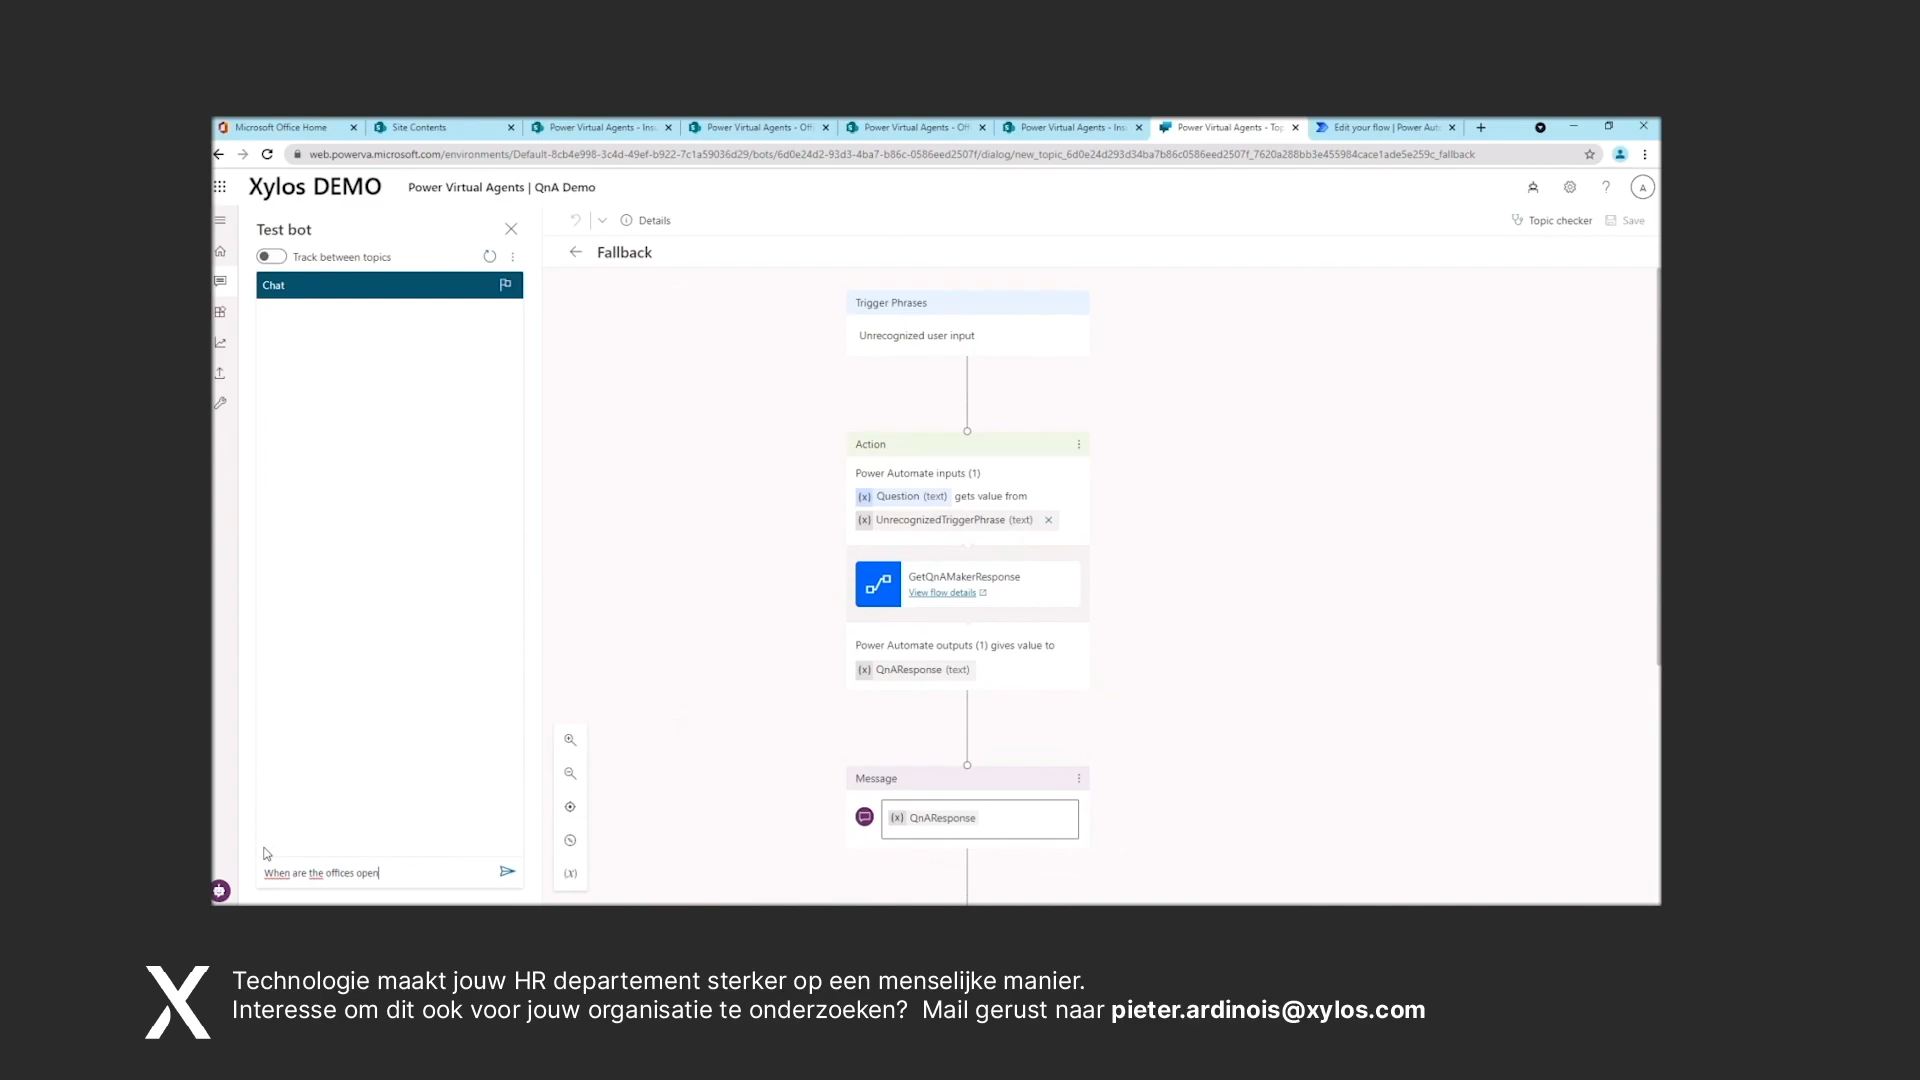 Microsoft Office Home
Site Contents
Power Virtual Agents - Ins
Power Virtual Agents - Off
Power Virtual Agents - Off
Power Virtual Agents - Ins
Power Virtual Agents - Top
Edit your flow | Power Aut
web.powerva.microsoft.com/environments/Default-8cb4e998-3c4d-49ef-b922-7c1a59036d29/bots/6d0e24d2-93d3-4ba7-b86c-0586eed2507f/dialog/new_topic_6d0e24d293d34ba7b86c0586eed2507f_7620a288bb3e455984cace1ade5e259c_fallback
Xylos DEMO
Power Virtual Agents | QnA Demo
A
Test bot
Details
Topic checker
Save
Track between topics
Fallback
Chat
Trigger Phrases
Unrecognized user input
Action
Power Automate inputs (1)
(x) Question (text) gets value from
(x) UnrecognizedTriggerPhrase (text)
GetQnAMakerResponse
View flow details
Power Automate outputs (1) gives value to
(x) QnAResponse (text)
Message
(x) QnAResponse
(x)
When are the offices open
X
Technologie maakt jouw HR departement sterker op een menselijke manier.
Interesse om dit ook voor jouw organisatie te onderzoeken? Mail gerust naar pieter.ardinois@xylos.com